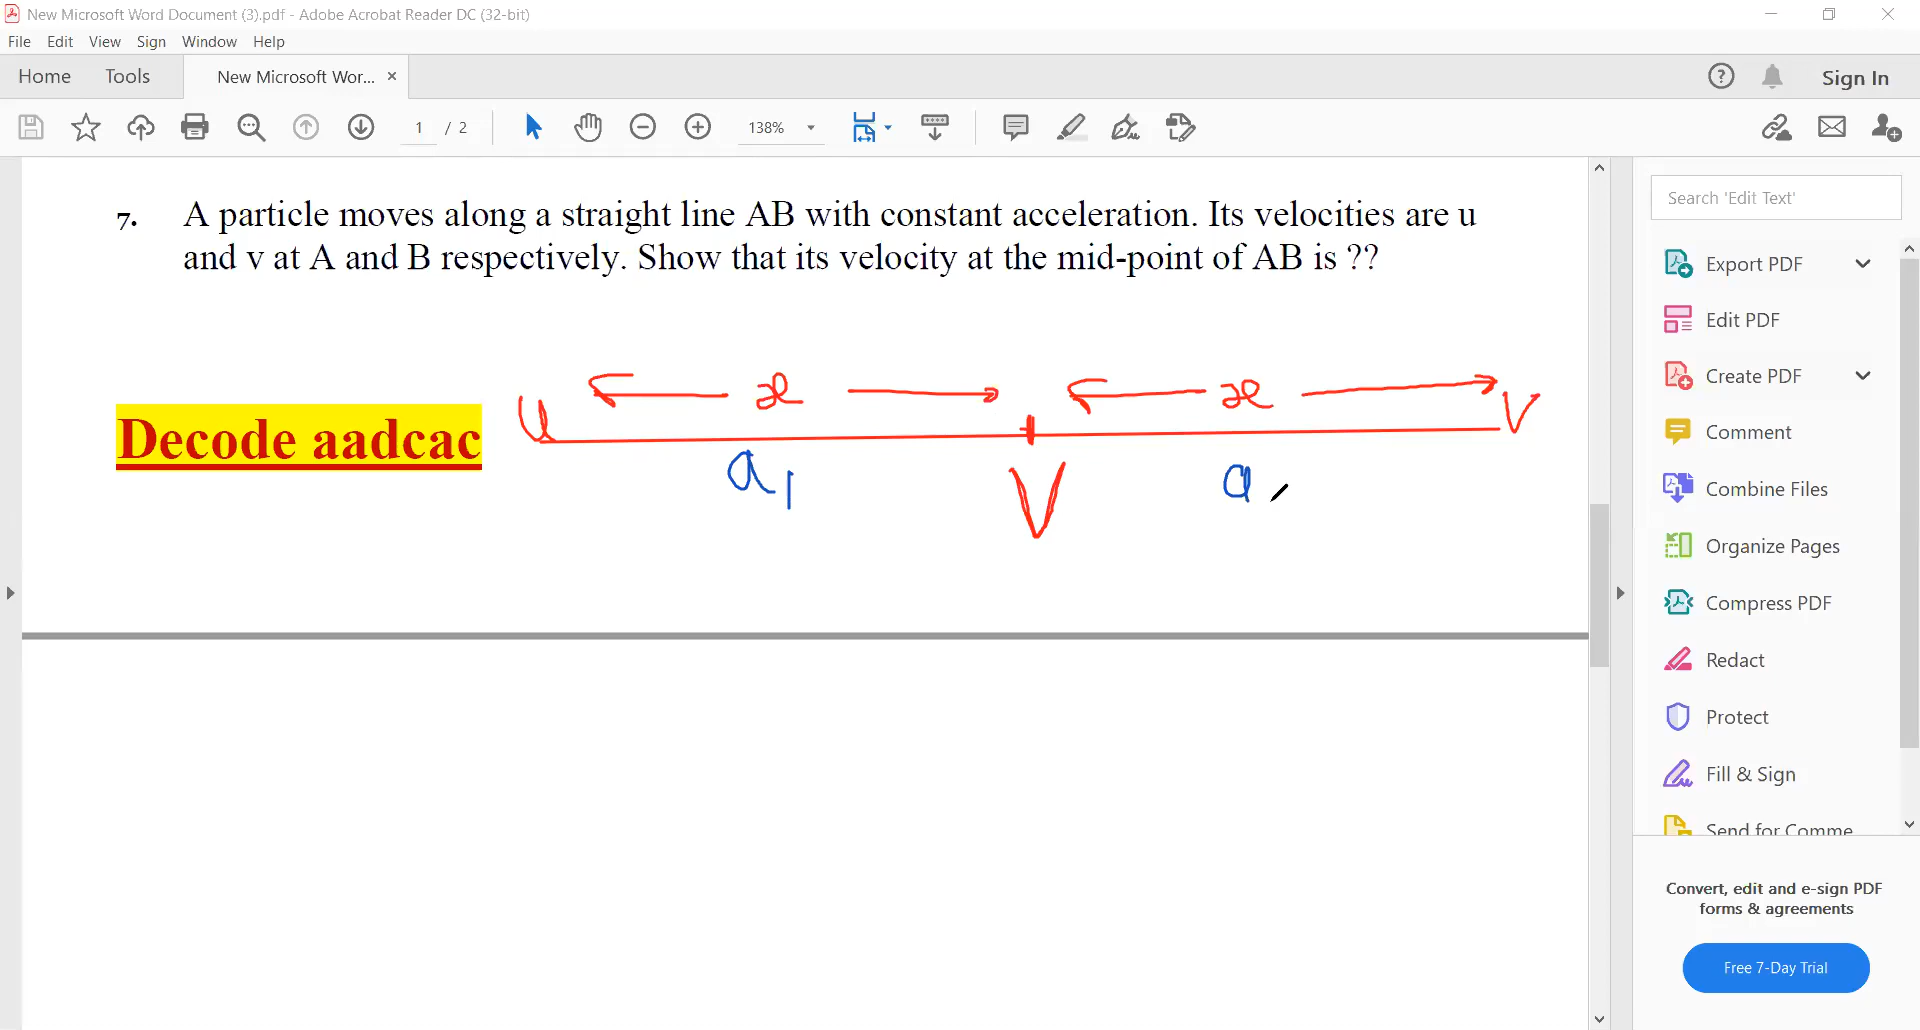 New Microsoft Word Document (3).pdf - Adobe Acrobat Reader DC (32-bit)
File Edit View Sign Window Help
Home Tools New Microsoft Wor... × Sign In
1 / 2 138%
7. A particle moves along a straight line AB with constant acceleration. Its velocities are u
and v at A and B respectively. Show that its velocity at the mid-point of AB is ??
x x
Decode aadcac u V
a1 V a
Search 'Edit Text'
Export PDF
Edit PDF
Create PDF
Comment
Combine Files
Organize Pages
Compress PDF
Redact
Protect
Fill & Sign
Send for Comme
Convert, edit and e-sign PDF
forms & agreements
Free 7-Day Trial